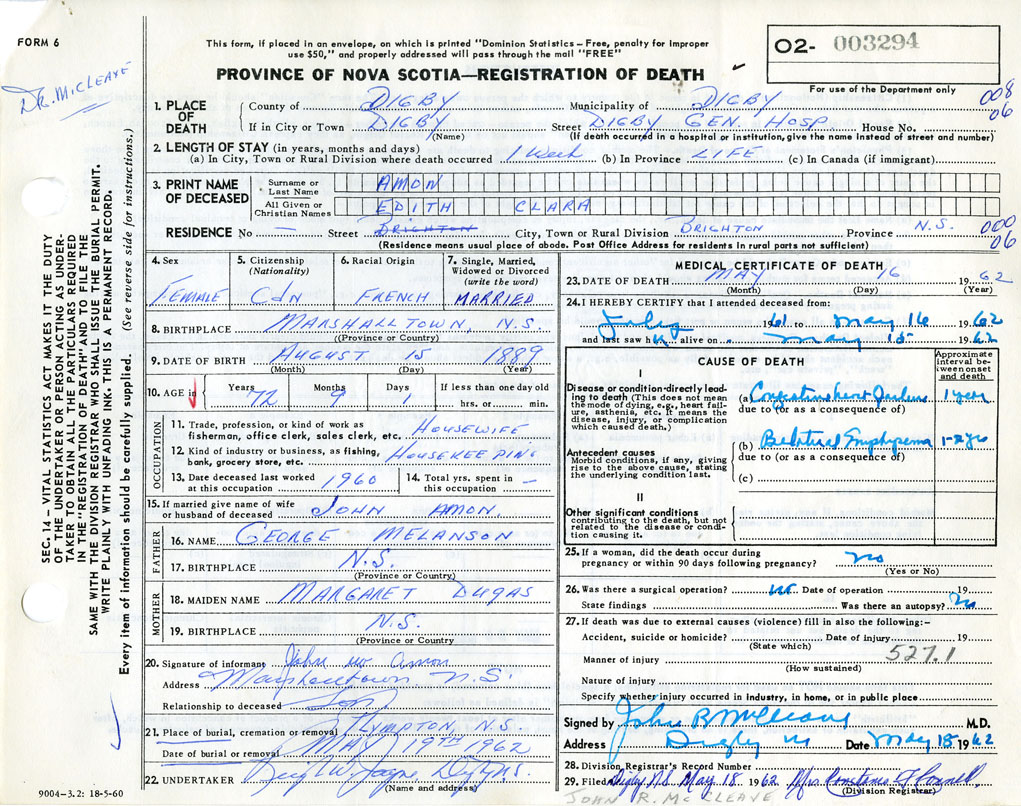 FORM 6
Dr. McCleave
This form, if placed in an envelope, on which is printed "Dominion Statistics – Free, penalty for improper
use $50," and properly addressed will pass through the mail "FREE"
PROVINCE OF NOVA SCOTIA—REGISTRATION OF DEATH
O2- 003294
For use of the Department only
008
06
SEC. 14 – VITAL STATISTICS ACT MAKES IT THE DUTY
OF THE UNDERTAKER OR PERSON ACTING AS UNDER-
TAKER "TO OBTAIN ALL THE PARTICULARS REQUIRED
IN THE "REGISTRATION OF DEATH" AND TO FILE THE
SAME WITH THE DIVISION REGISTRAR WHO SHALL ISSUE THE BURIAL PERMIT.
WRITE PLAINLY WITH UNFADING INK. THIS IS A PERMANENT RECORD.
Every item of information should be carefully supplied. (See reverse side for instructions.)
1. PLACE OF DEATH
County of DIGBY Municipality of DIGBY
If in City or Town DIGBY Street DIGBY GEN. HOSP. House No.
(Name) (If death occurred in a hospital or institution, give the name instead of street and number)
2. LENGTH OF STAY (in years, months and days)
(a) In City, Town or Rural Division where death occurred 1 Week (b) In Province LIFE (c) In Canada (if immigrant)
3. PRINT NAME OF DECEASED
Surname or Last Name AMON
All Given or Christian Names EDITH CLARA
RESIDENCE No — Street BRIGHTON City, Town or Rural Division BRIGHTON Province N.S.
000
06
(Residence means usual place of abode. Post Office Address for residents in rural parts not sufficient)
4. Sex FEMALE
5. Citizenship (Nationality) CDN
6. Racial Origin FRENCH
7. Single, Married, Widowed or Divorced (write the word) MARRIED
8. BIRTHPLACE MARSHALLTOWN, N.S.
(Province or Country)
9. DATE OF BIRTH AUGUST 15 1889
(Month) (Day) (Year)
10. AGE in Years 72 Months 9 Days 1 If less than one day old hrs. or min.
OCCUPATION
11. Trade, profession, or kind of work as fisherman, office clerk, sales clerk, etc. HOUSEWIFE
12. Kind of industry or business, as fishing, bank, grocery store, etc. HOUSEKEEPING
13. Date deceased last worked at this occupation 1960 14. Total yrs. spent in this occupation —
15. If married give name of wife or husband of deceased JOHN AMON
FATHER
16. NAME GEORGE MELANSON
17. BIRTHPLACE N.S.
(Province or Country)
MOTHER
18. MAIDEN NAME MARGARET DUGAS
19. BIRTHPLACE N.S.
(Province or Country
20. Signature of informant John Amon
Address Marshalltown N.S.
Relationship to deceased Son
21. Place of burial, cremation or removal PLYMPTON, N.S.
Date of burial or removal MAY 19TH 1962
22. UNDERTAKER
(Name and address)
9004-3.2: 18-5-60
MEDICAL CERTIFICATE OF DEATH
23. DATE OF DEATH MAY 16 1962
(Month) (Day) (Year)
24. I HEREBY CERTIFY that I attended deceased from:
July 1961 to May 16 1962
and last saw h alive on May 15 1962
CAUSE OF DEATH
Approximate interval between onset and death
I
Disease or condition directly leading to death (This does not mean the mode of dying, e.g, heart failure, asthenia, etc. It means the disease, injury, or complication which caused death.)
(a) Congestive heart failure 1 year
due to (or as a consequence of)
Antecedent causes
Morbid conditions, if any, giving rise to the above cause, stating the underlying condition last.
(b) Bilateral Emphysema
due to (or as a consequence of)
(c)
II
Other significant conditions
contributing to the death, but not related to the disease or condition causing it.
25. If a woman, did the death occur during pregnancy or within 90 days following pregnancy? no
(Yes or No)
26. Was there a surgical operation? no Date of operation 19
State findings Was there an autopsy? no
27. If death was due to external causes (violence) fill in also the following:–
Accident, suicide or homicide? Date of injury 19
(State which)
527.1
Manner of injury
(How sustained)
Nature of injury
Specify whether injury occurred in Industry, in home, or in public place
Signed by John R McCleave M.D.
Address Digby NS Date May 18 1962
28. Division Registrar's Record Number
29. Filed Digby N.S. May 18 1962 Mrs. Constance
(Division Registrar)
JOHN R. McCLEAVE